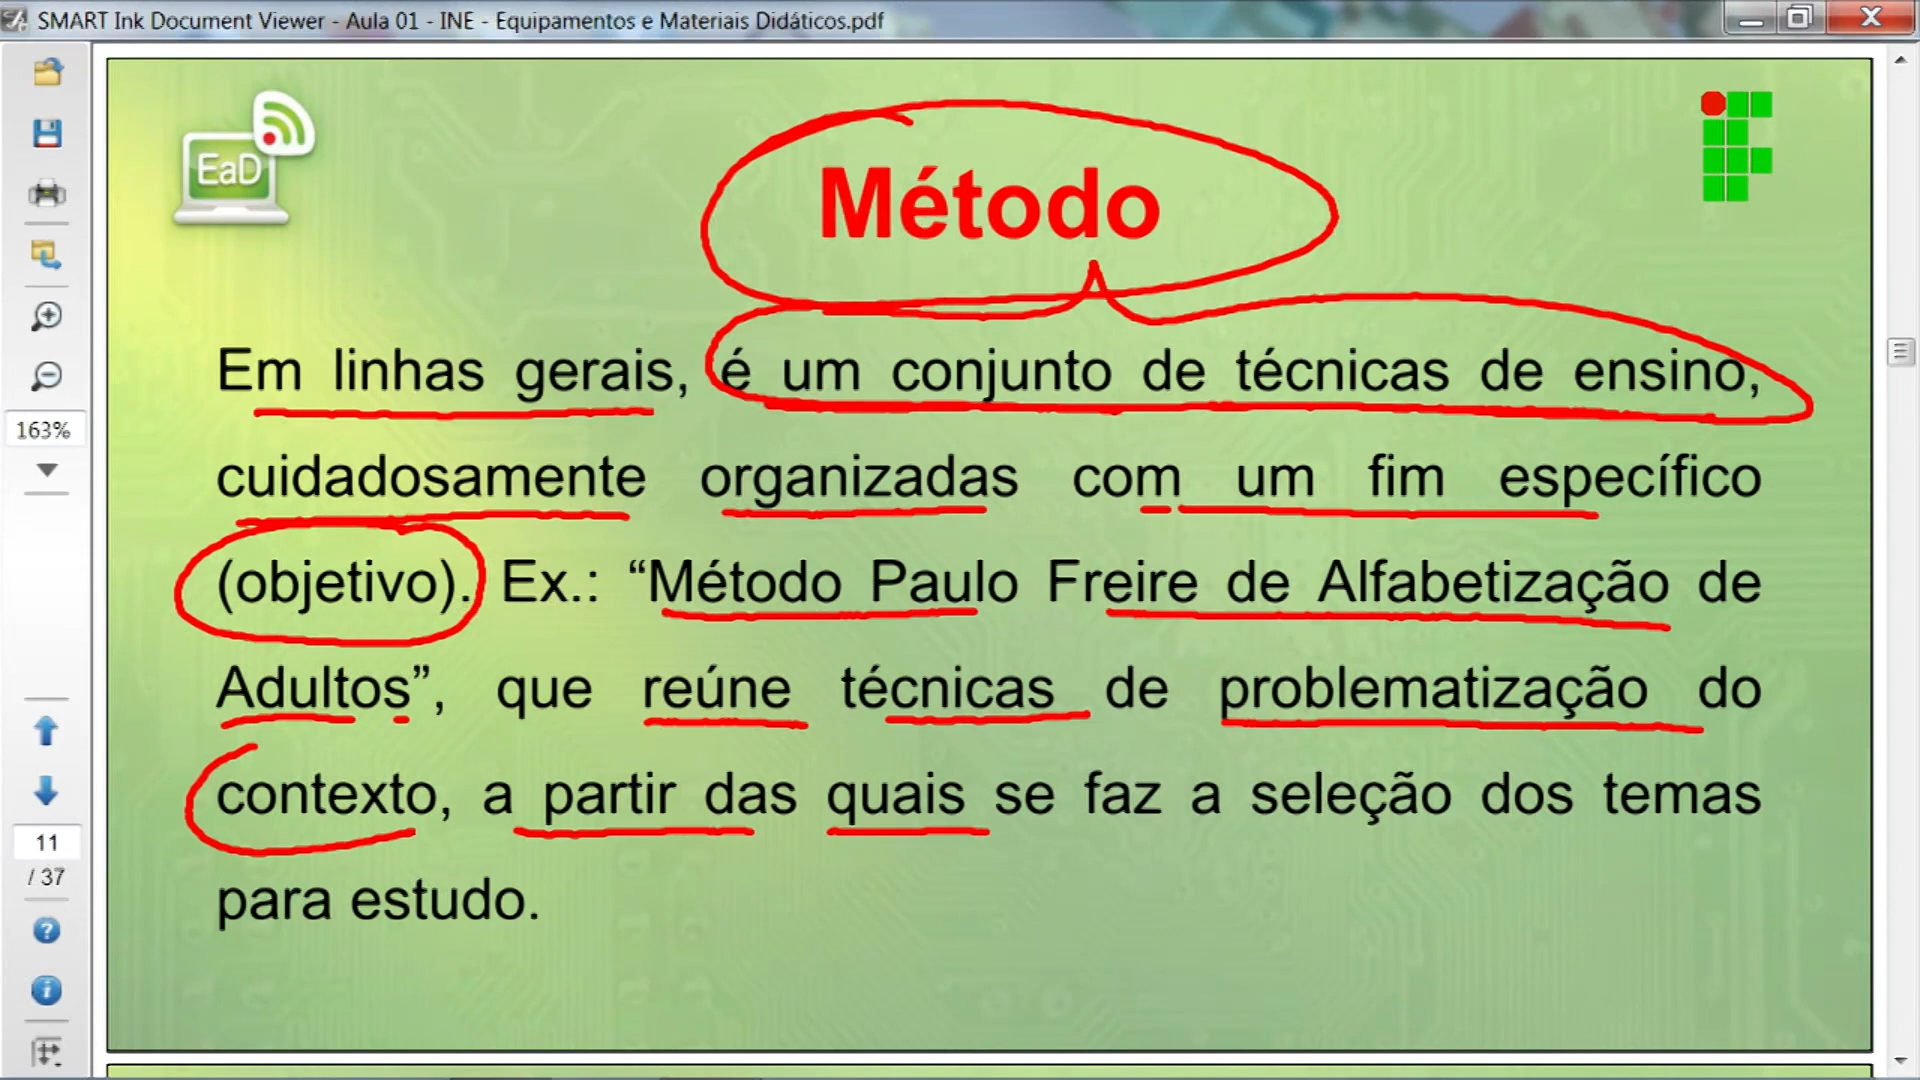 SMART Ink Document Viewer - Aula 01 - INE - Equipamentos e Materiais Didáticos.pdf
EaD
Método
Em linhas gerais, é um conjunto de técnicas de ensino,
cuidadosamente organizadas com um fim específico
(objetivo). Ex.: “Método Paulo Freire de Alfabetização de
Adultos”, que reúne técnicas de problematização do
contexto, a partir das quais se faz a seleção dos temas
para estudo.
163%
11
/ 37